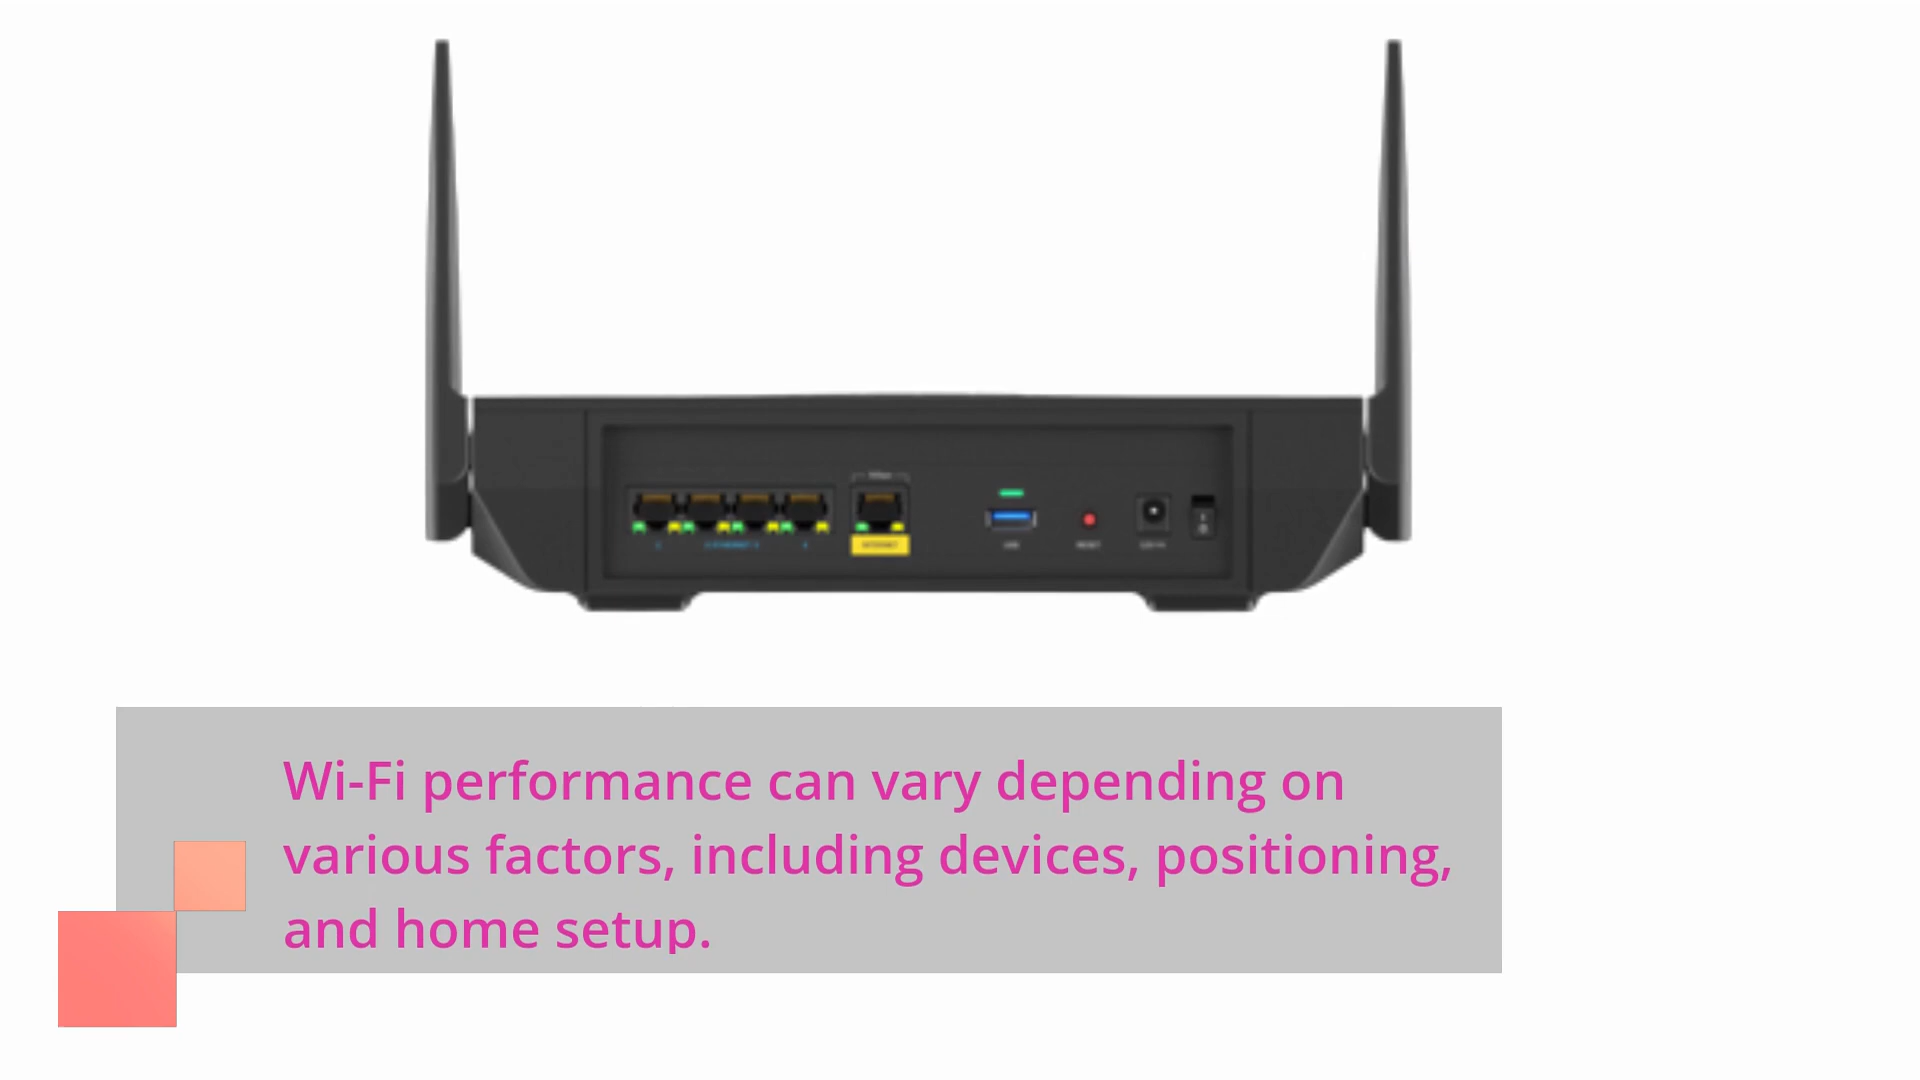 Wi-Fi performance can vary depending on
various factors, including devices, positioning,
and home setup.